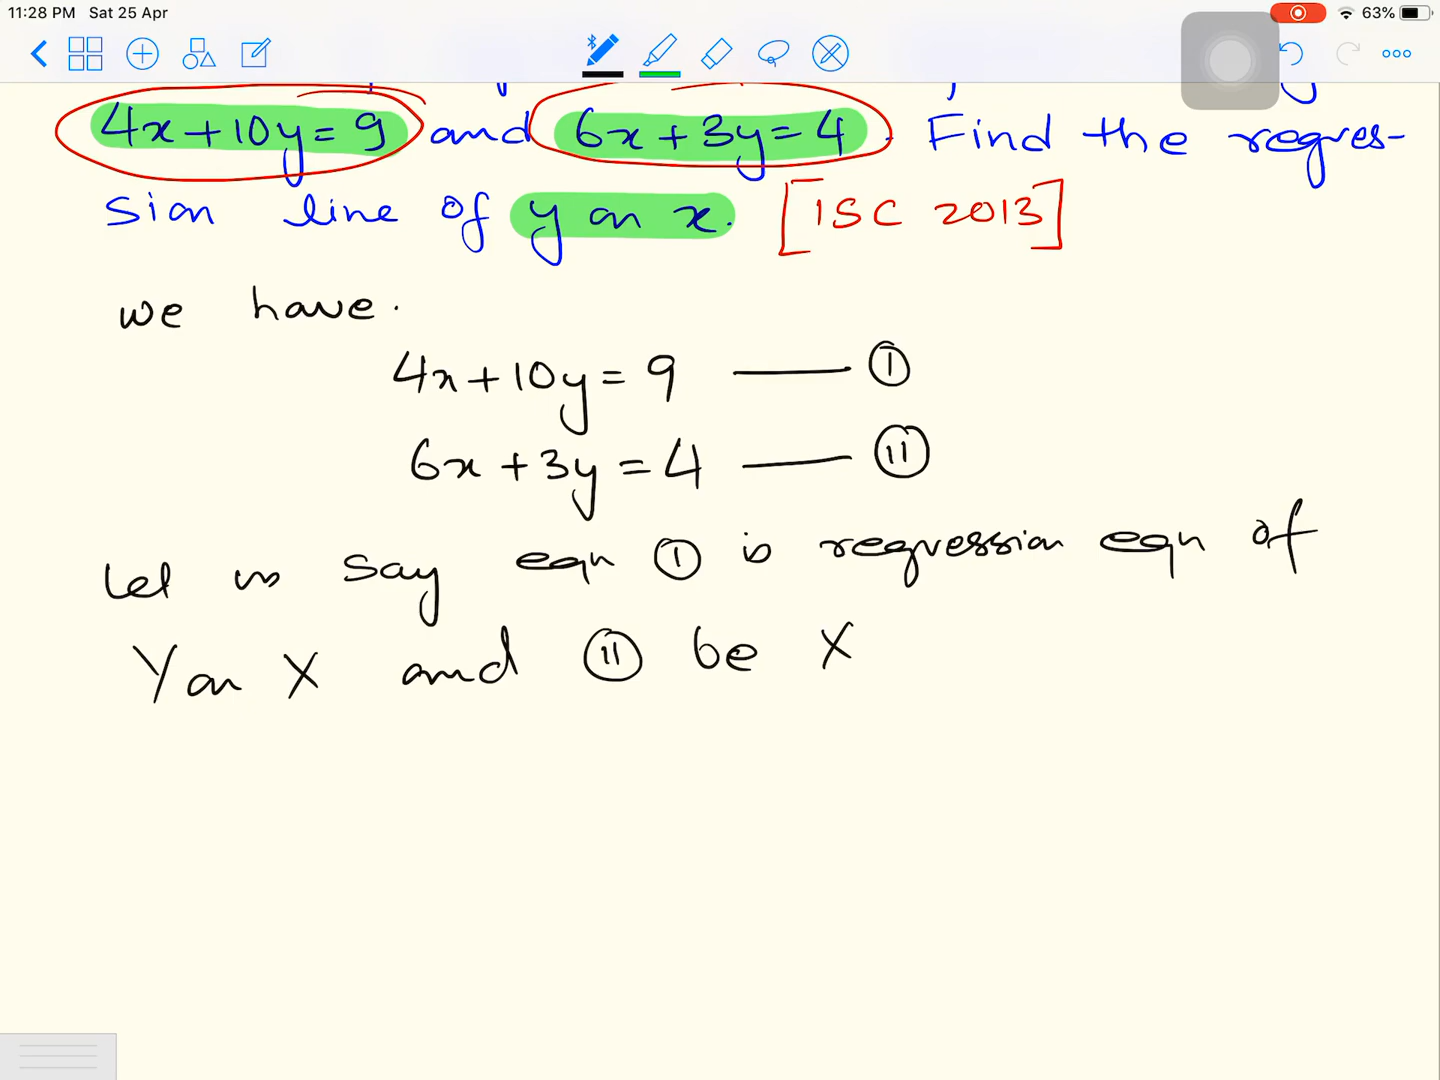 11:28 PM Sat 25 Apr 63%
4x+10y=9 and 6x+3y=4. Find the regres-
sion line of y on x. [ISC 2013]
we have.
4x+10y=9 —— I
6x+3y=4 —— II
Let us say eqn I is regression eqn of
Y on X and II be X